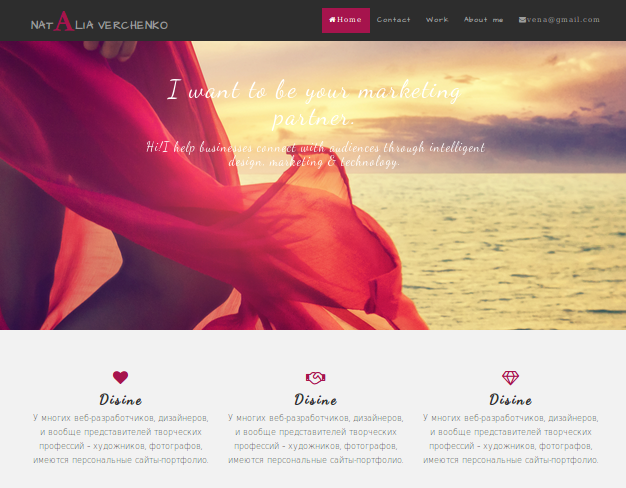 NATALIA VERCHENKO
Home Contact Work About me vena@gmail.com
I want to be your marketing
partner.
Hi!I help businesses connect with audiences through intelligent
design, marketing & technology.
Disine
У многих веб-разработчиков, дизайнеров,
и вообще представителей творческих
профессий - художников, фотографов,
имеются персональные сайты-портфолио.
Disine
У многих веб-разработчиков, дизайнеров,
и вообще представителей творческих
профессий - художников, фотографов,
имеются персональные сайты-портфолио.
Disine
У многих веб-разработчиков, дизайнеров,
и вообще представителей творческих
профессий - художников, фотографов,
имеются персональные сайты-портфолио.